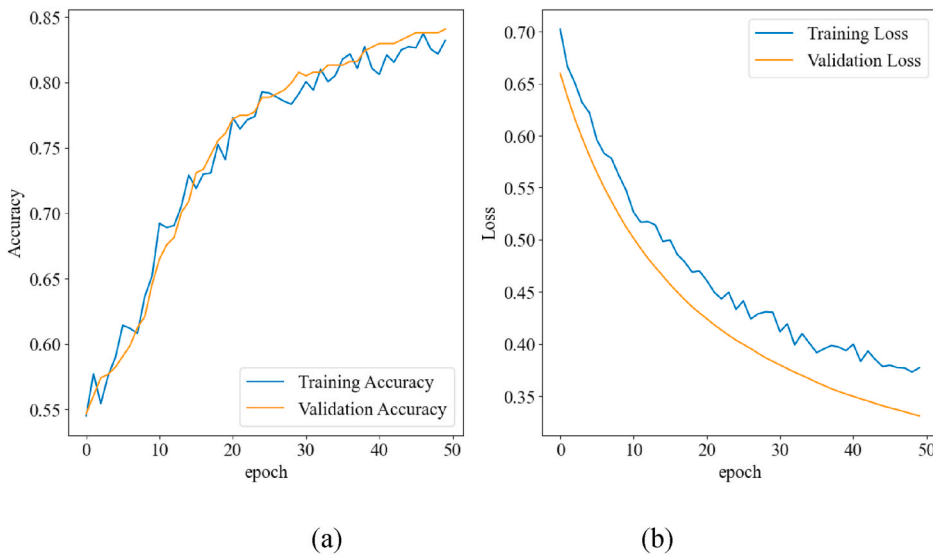 0.85
0.80
0.75
0.70
0.65
0.60
0.55
Accuracy
Training Accuracy
Validation Accuracy
0 10 20 30 40 50
epoch
(a)
0.70
0.65
0.60
0.55
0.50
0.45
0.40
0.35
Loss
Training Loss
Validation Loss
0 10 20 30 40 50
epoch
(b)